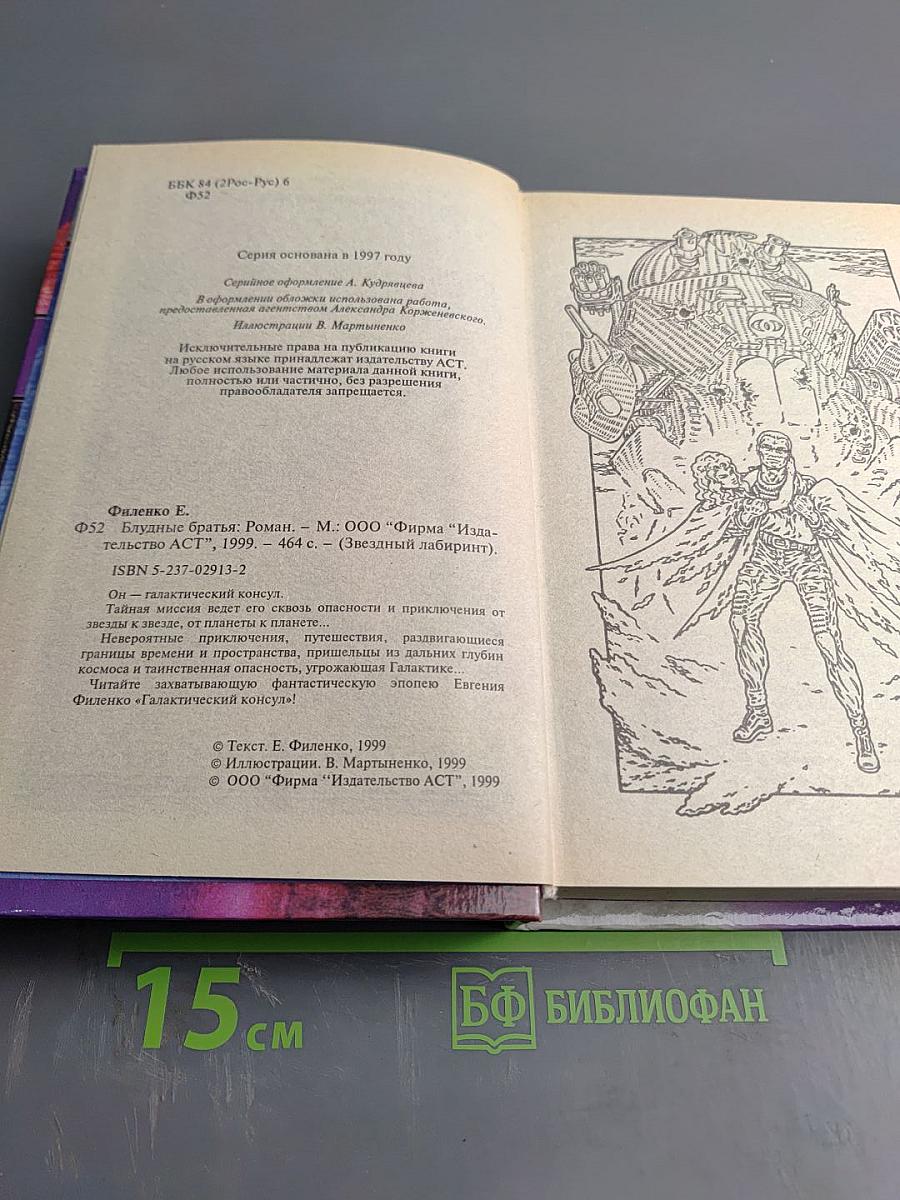 ББК 84 (2Рос-Рус) 6
Ф52
Серия основана в 1997 году
Серийное оформление А. Кудрявцева
В оформлении обложки использована работа,
предоставленная агентством Александра Корженевского.
Иллюстрации В. Мартыненко
Исключительные права на публикацию книги
на русском языке принадлежат издательству АСТ.
Любое использование материала данной книги,
полностью или частично, без разрешения
правообладателя запрещается.
Филенко Е.
Ф52 Блудные братья: Роман. – М.: ООО “Фирма “Изда-
тельство АСТ”, 1999. – 464 с. – (Звездный лабиринт).
ISBN 5-237-02913-2
Он — галактический консул.
Тайная миссия ведет его сквозь опасности и приключения от
звезды к звезде, от планеты к планете...
Невероятные приключения, путешествия, раздвигающиеся
границы времени и пространства, пришельцы из дальних глубин
космоса и таинственная опасность, угрожающая Галактике...
Читайте захватывающую фантастическую эпопею Евгения
Филенко «Галактический консул»!
© Текст. Е. Филенко, 1999
© Иллюстрации. В. Мартыненко, 1999
© ООО “Фирма “Издательство АСТ”, 1999
15 см
БФ БИБЛИОФАН